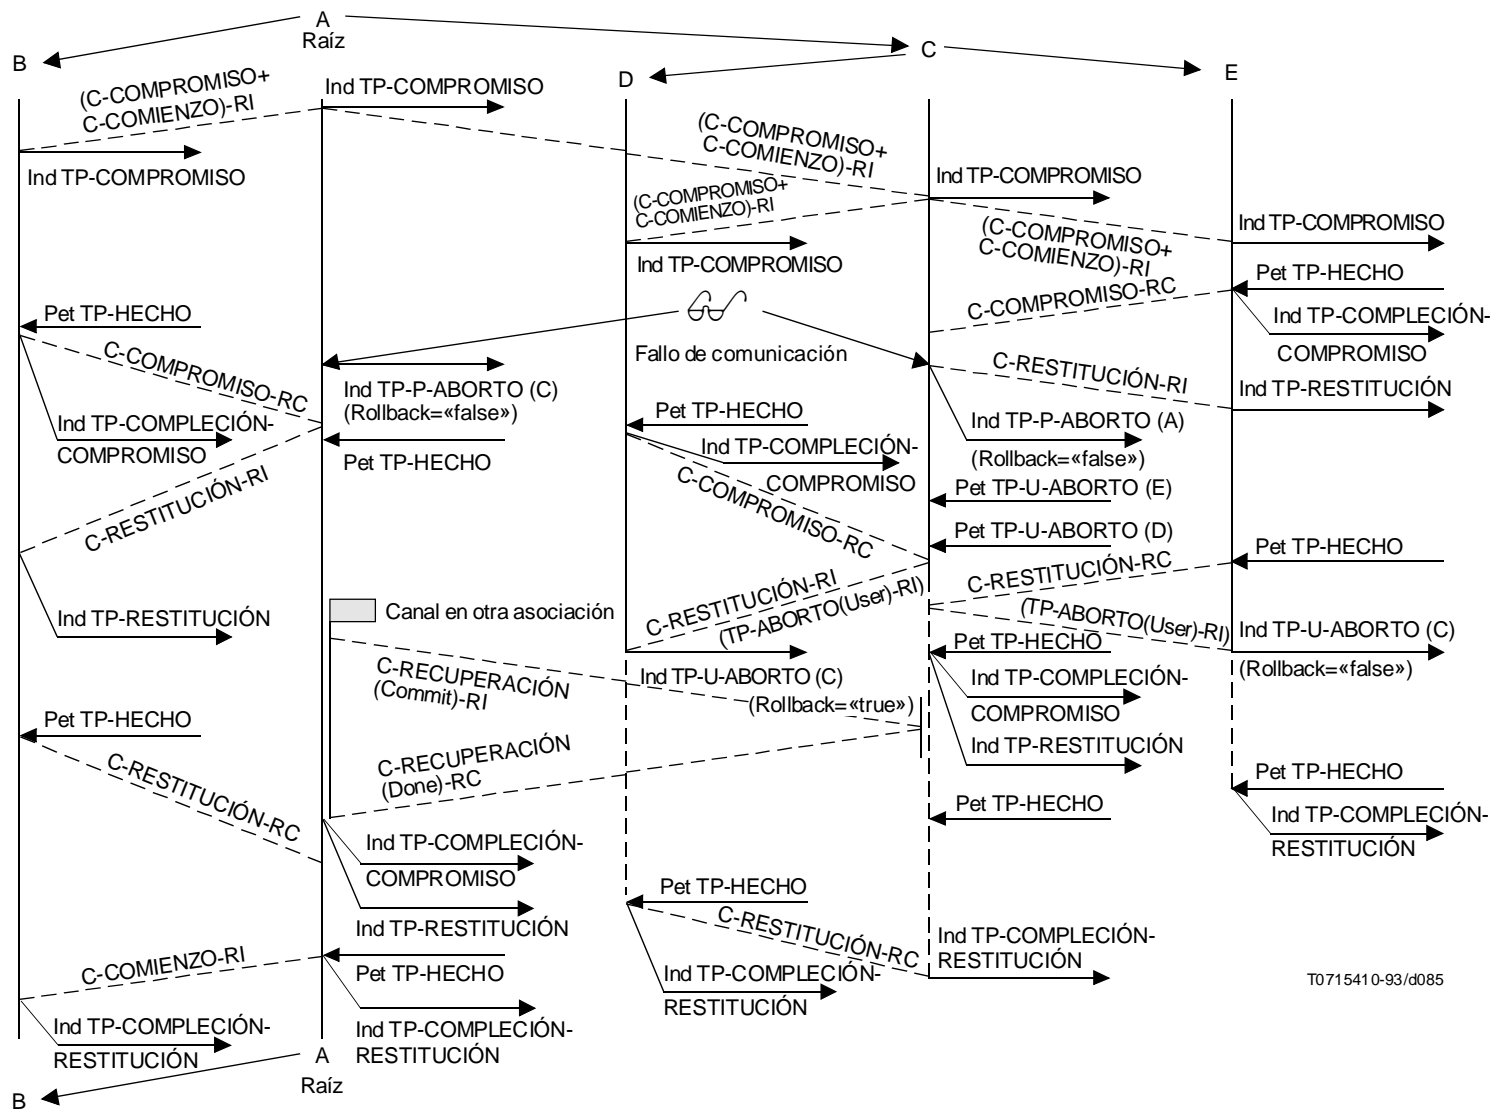 A
Raíz
B
C
D
E
(C-COMPROMISO+
C-COMIENZO)-RI
Ind TP-COMPROMISO
Ind TP-COMPROMISO
(C-COMPROMISO+
C-COMIENZO)-RI
Ind TP-COMPROMISO
(C-COMPROMISO+
C-COMIENZO)-RI
Ind TP-COMPROMISO
(C-COMPROMISO+
C-COMIENZO)-RI
Ind TP-COMPROMISO
Pet TP-HECHO
C-COMPROMISO-RC
Ind TP-COMPLECIÓN-
COMPROMISO
Pet TP-HECHO
C-COMPROMISO-RC
Ind TP-COMPLECIÓN-
COMPROMISO
Fallo de comunicación
Ind TP-P-ABORTO (C)
(Rollback=«false»)
Pet TP-HECHO
C-RESTITUCIÓN-RI
C-RESTITUCIÓN-RI
Ind TP-RESTITUCIÓN
Ind TP-P-ABORTO (A)
(Rollback=«false»)
Pet TP-HECHO
Ind TP-COMPLECIÓN-
COMPROMISO
C-COMPROMISO-RC
Pet TP-U-ABORTO (E)
Pet TP-U-ABORTO (D)
Pet TP-HECHO
C-RESTITUCIÓN-RC
C-RESTITUCIÓN-RI
(TP-ABORTO(User)-RI)
(TP-ABORTO(User)-RI)
Ind TP-RESTITUCIÓN
Canal en otra asociación
Ind TP-U-ABORTO (C)
(Rollback=«false»)
Pet TP-HECHO
Ind TP-COMPLECIÓN-
COMPROMISO
Ind TP-RESTITUCIÓN
Ind TP-U-ABORTO (C)
(Rollback=«true»)
C-RECUPERACIÓN
(Commit)-RI
Pet TP-HECHO
C-RESTITUCIÓN-RC
C-RECUPERACIÓN
(Done)-RC
Pet TP-HECHO
Pet TP-HECHO
Ind TP-COMPLECIÓN-
RESTITUCIÓN
Ind TP-COMPLECIÓN-
COMPROMISO
Ind TP-RESTITUCIÓN
Pet TP-HECHO
C-RESTITUCIÓN-RC
Ind TP-COMPLECIÓN-
RESTITUCIÓN
Ind TP-COMPLECIÓN-
RESTITUCIÓN
C-COMIENZO-RI
Pet TP-HECHO
Ind TP-COMPLECIÓN-
RESTITUCIÓN
Ind TP-COMPLECIÓN-
RESTITUCIÓN
T0715410-93/d085
A
Raíz
B